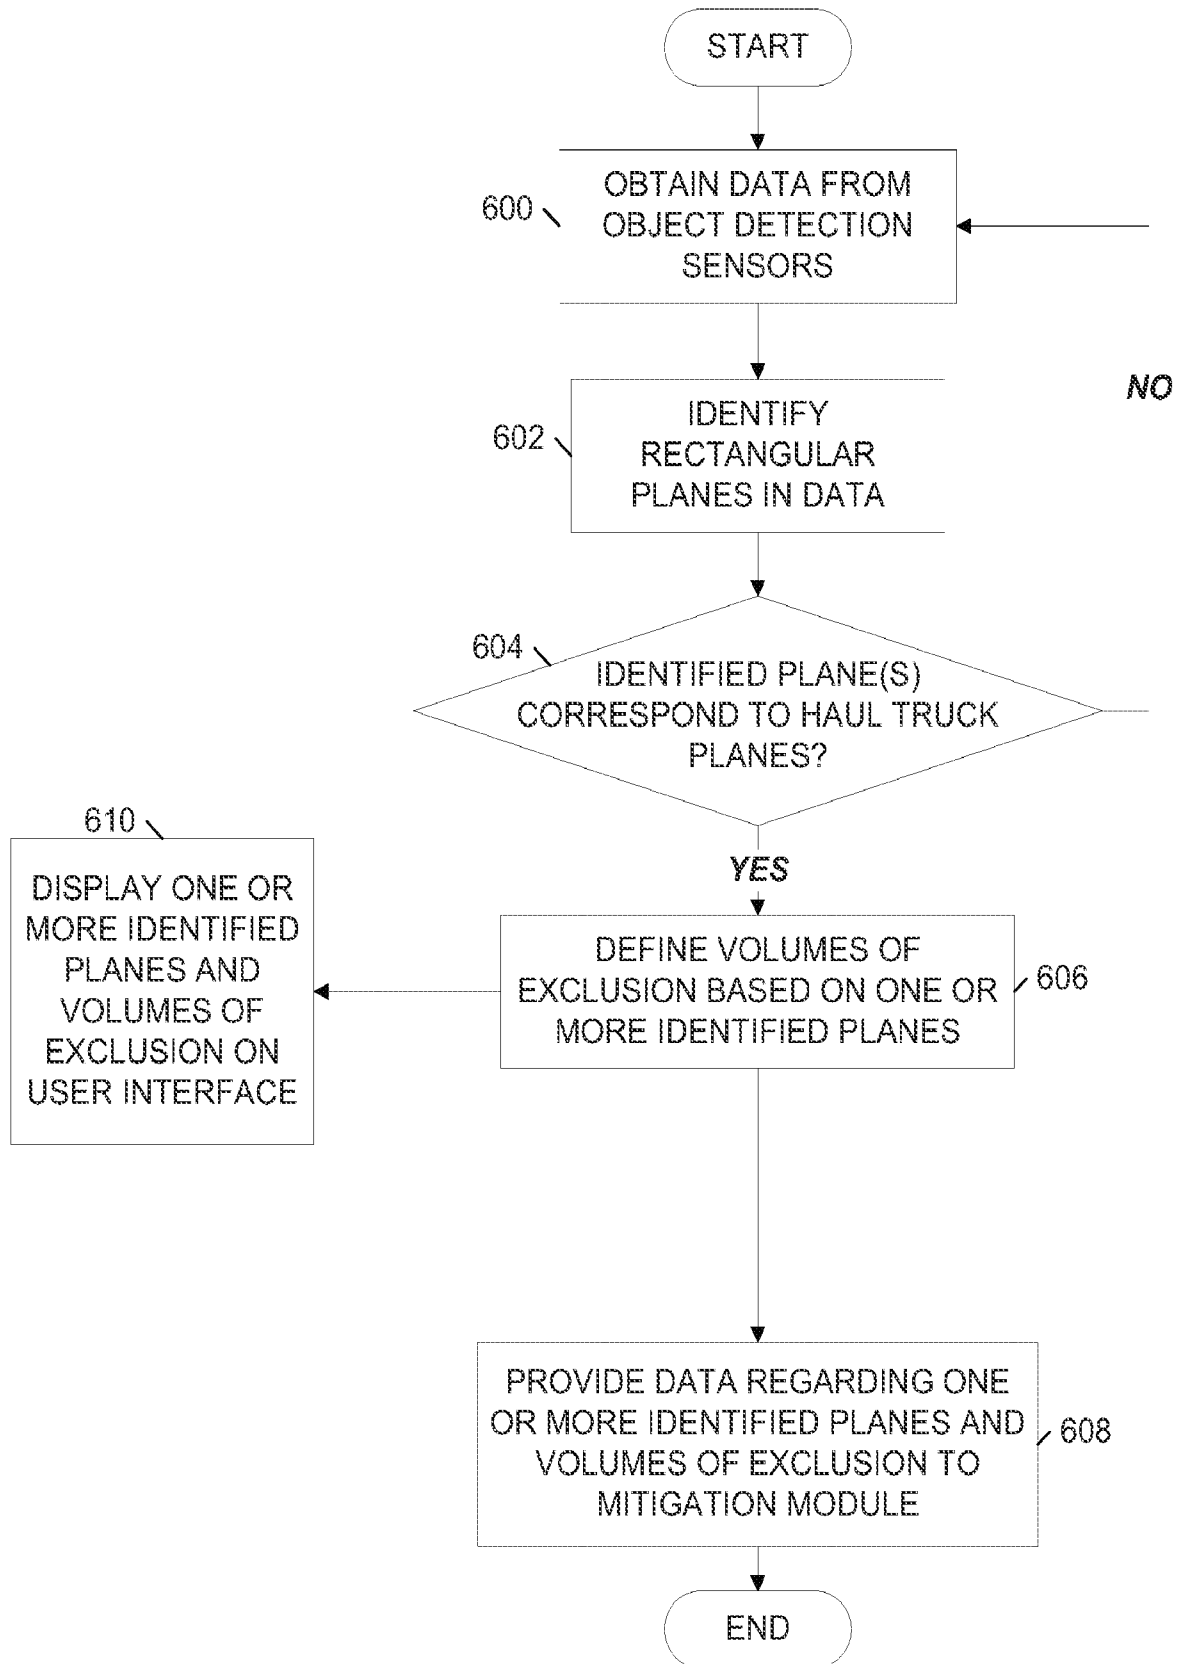 START
600
OBTAIN DATA FROM
OBJECT DETECTION
SENSORS
NO
602
IDENTIFY
RECTANGULAR
PLANES IN DATA
604
IDENTIFIED PLANE(S)
CORRESPOND TO HAUL TRUCK
PLANES?
YES
610
DISPLAY ONE OR
MORE IDENTIFIED
PLANES AND
VOLUMES OF
EXCLUSION ON
USER INTERFACE
DEFINE VOLUMES OF
EXCLUSION BASED ON ONE OR
MORE IDENTIFIED PLANES
606
PROVIDE DATA REGARDING ONE
OR MORE IDENTIFIED PLANES AND
VOLUMES OF EXCLUSION TO
MITIGATION MODULE
608
END